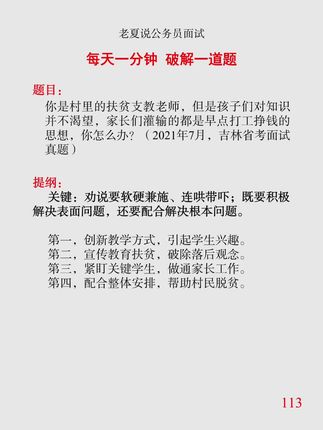 老夏说公务员面试
每天一分钟 破解一道题
题目：
你是村里的扶贫支教老师，但是孩子们对知识
并不渴望，家长们灌输的都是早点打工挣钱的
思想，你怎么办？（2021年7月，吉林省考面试
真题）
提纲：
关键：劝说要软硬兼施、连哄带吓；既要积极
解决表面问题，还要配合解决根本问题。
第一，创新教学方式，引起学生兴趣。
第二，宣传教育扶贫，破除落后观念。
第三，紧盯关键学生，做通家长工作。
第四，配合整体安排，帮助村民脱贫。
113